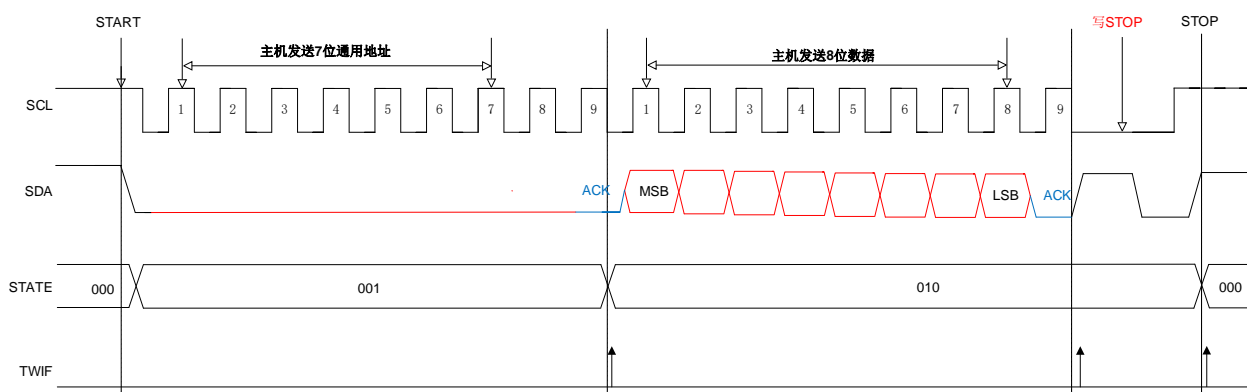 START
写STOP
STOP
主机发送7位通用地址
主机发送8位数据
SCL
1 2 3 4 5 6 7 8 9 1 2 3 4 5 6 7 8 9
SDA
ACK
MSB
LSB
ACK
STATE
000
001
010
000
TWIF